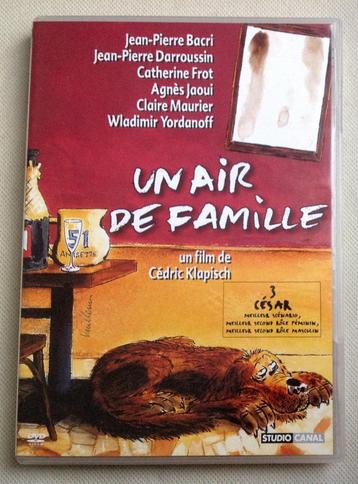 Jean-Pierre Bacri
Jean-Pierre Darroussin
Catherine Frot
Agnès Jaoui
Claire Maurier
Wladimir Yordanoff
UN AIR
DE FAMILLE
un film de
Cédric Klapisch
51
ANISETTE
3
CÉSAR
MEILLEUR SCÉNARIO,
MEILLEUR SECOND RÔLE FÉMININ,
MEILLEUR SECOND RÔLE MASCULIN
DVD
STUDIO CANAL